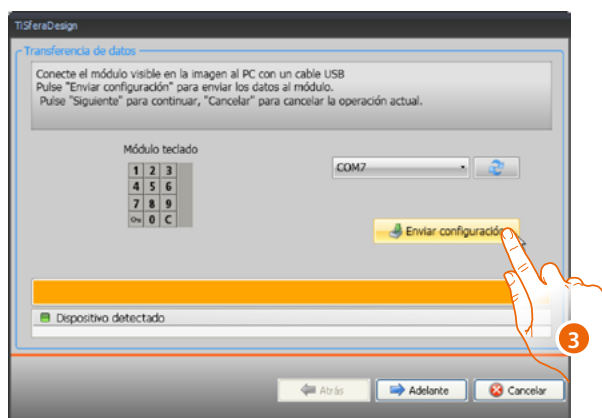 TiSferaDesign
Transferencia de datos
Conecte el módulo visible en la imagen al PC con un cable USB
Pulse "Enviar configuración" para enviar los datos al módulo.
Pulse "Siguiente" para continuar, "Cancelar" para cancelar la operación actual.
Módulo teclado
1 2 3
4 5 6
7 8 9
0 C
COM7
Enviar configuración
Dispositivo detectado
3
Atrás
Adelante
Cancelar